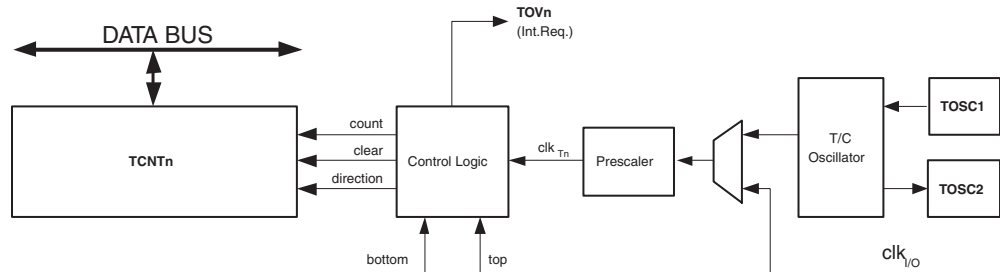 TOVn
(Int.Req.)
DATA BUS
TCNTn
count
clear
direction
Control Logic
clk Tn
Prescaler
T/C
Oscillator
TOSC1
TOSC2
bottom
top
clk I/O